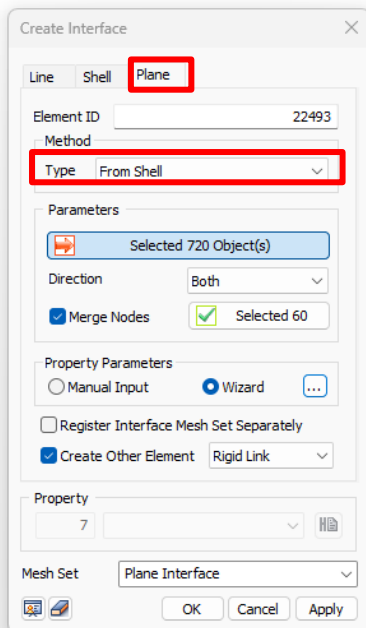 Create Interface
Line Shell Plane
Element ID 22493
Method
Type From Shell
Parameters
Selected 720 Object(s)
Direction Both
Merge Nodes Selected 60
Property Parameters
Manual Input Wizard ...
Register Interface Mesh Set Separately
Create Other Element Rigid Link
Property
7
Mesh Set Plane Interface
OK Cancel Apply